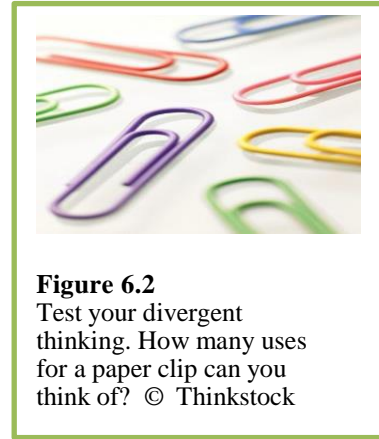 Figure 6.2
Test your divergent
thinking. How many uses
for a paper clip can you
think of? © Thinkstock